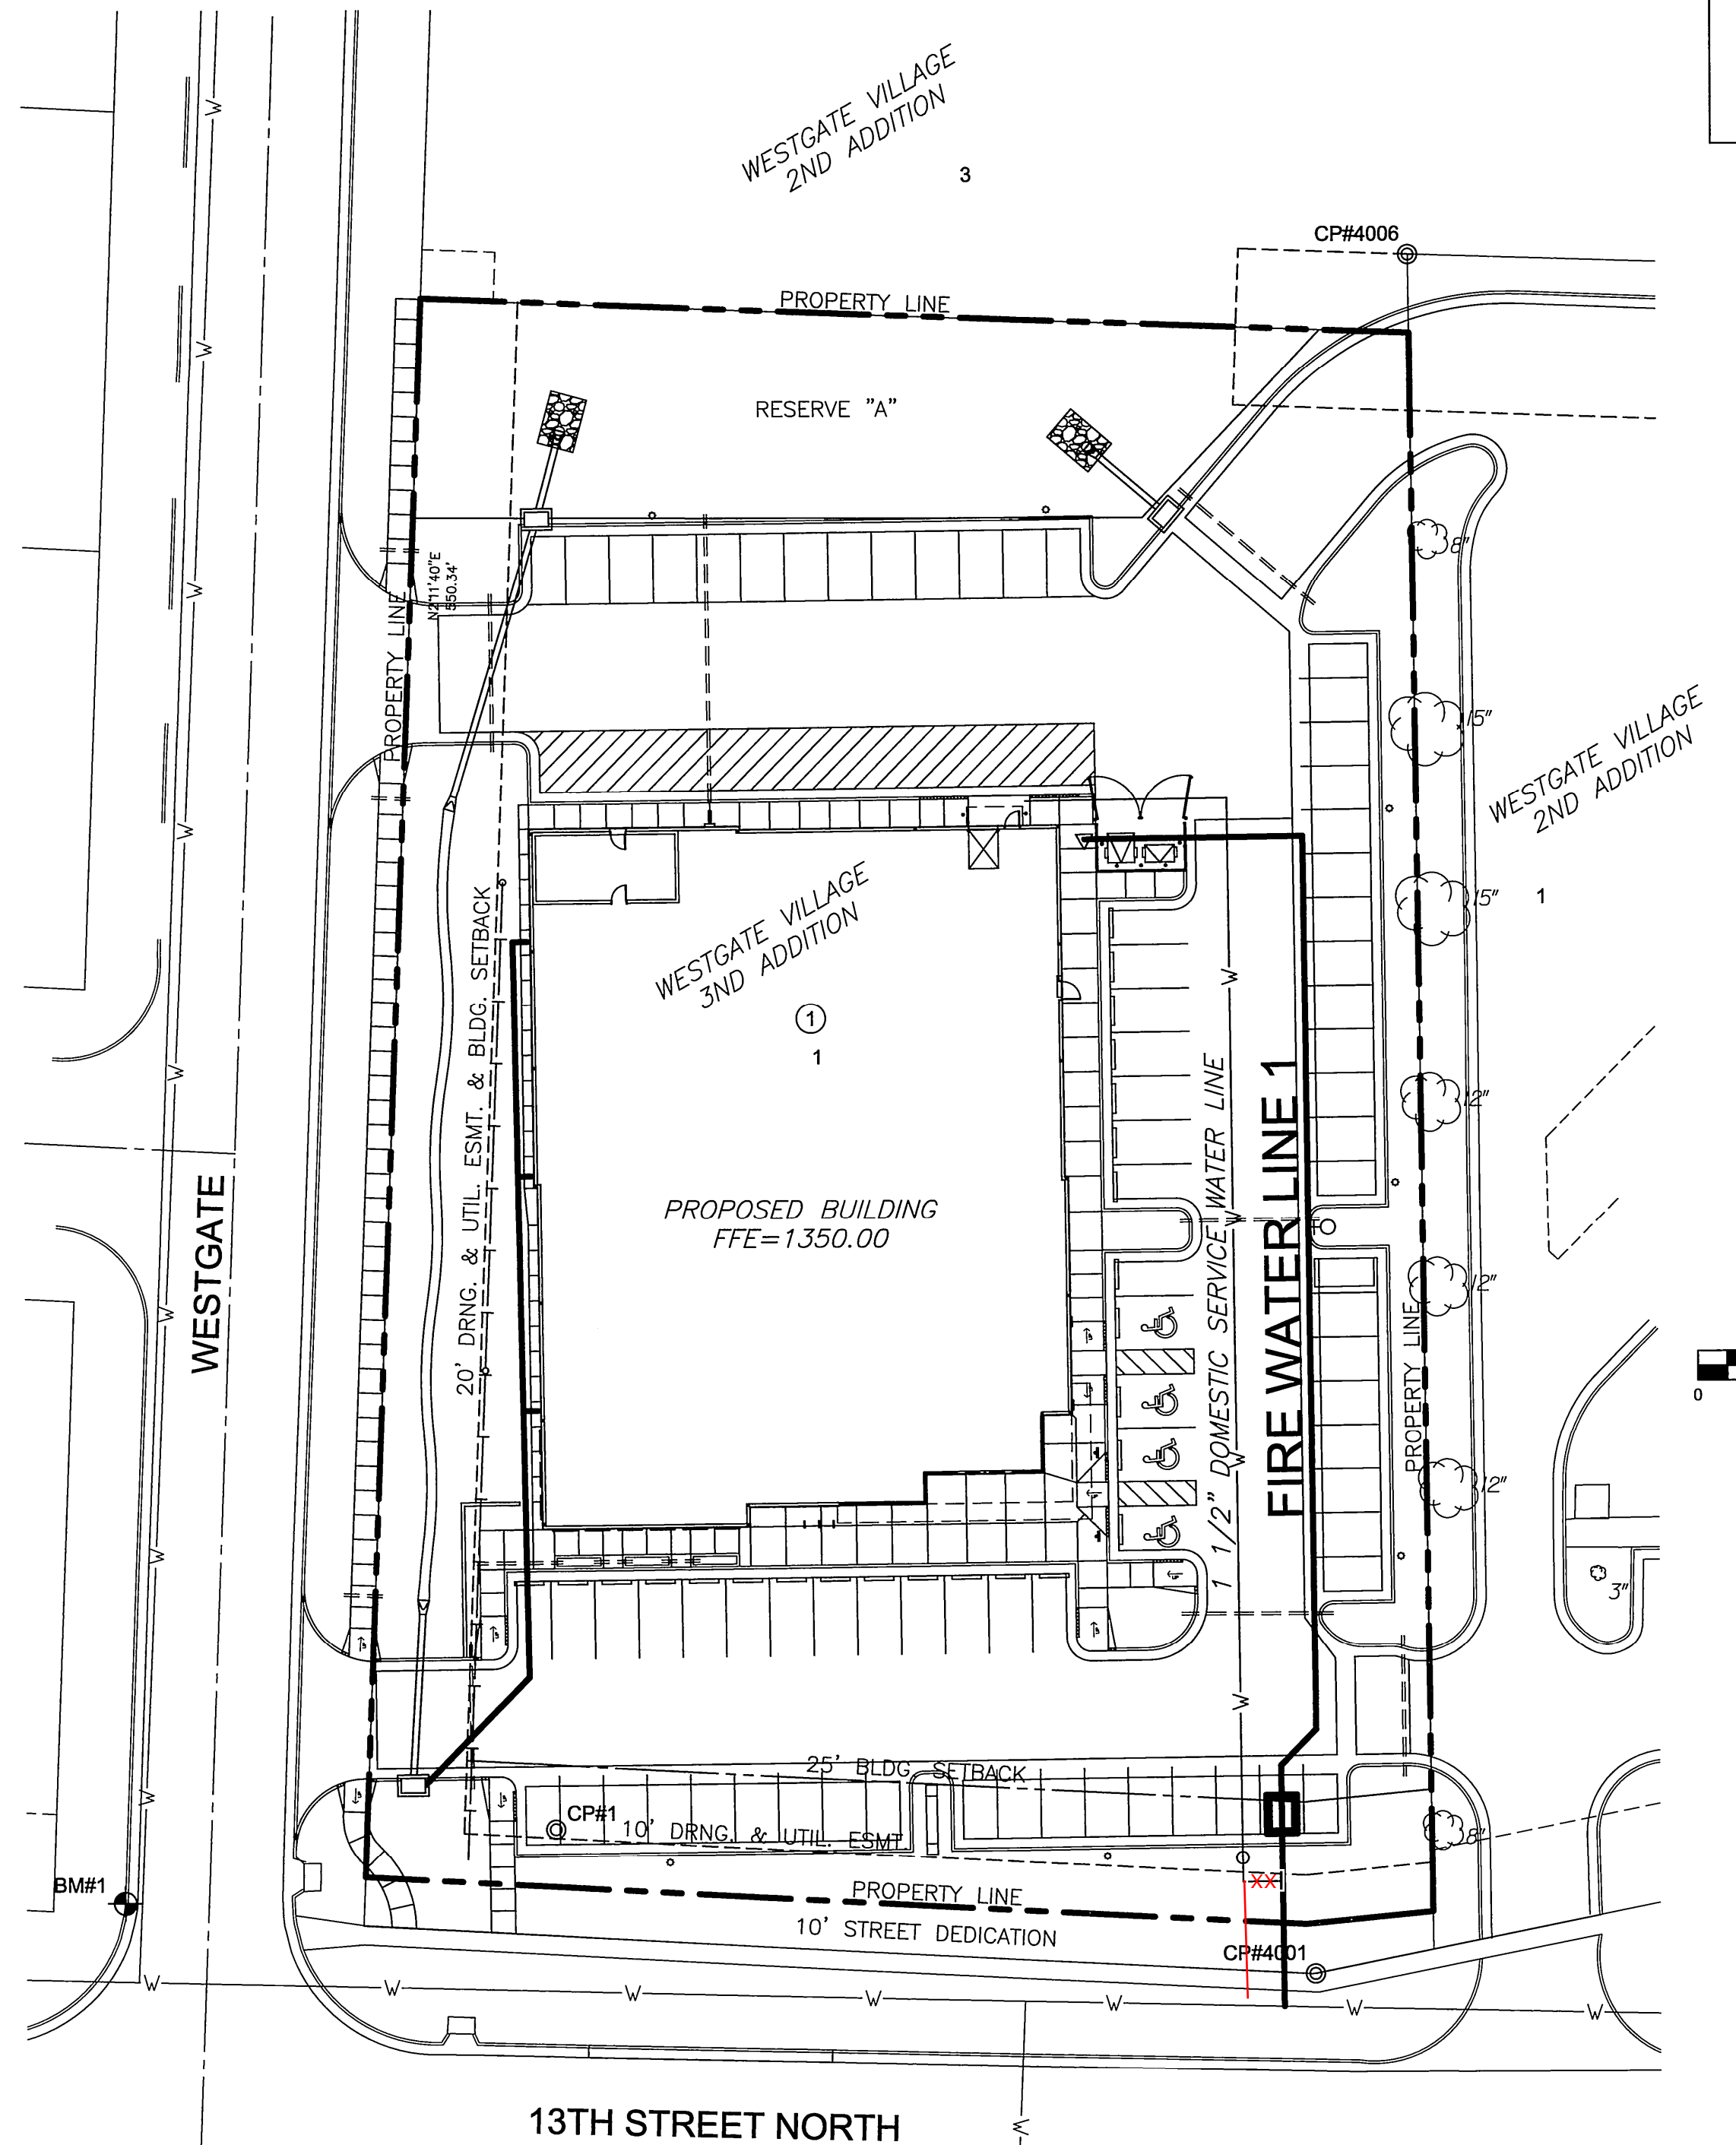 WESTGATE VILLAGE
2ND ADDITION
3
CP#4006
PROPERTY LINE
RESERVE "A"
N2°11'40"E
550.34'
PROPERTY LINE
8"
15"
WESTGATE VILLAGE
2ND ADDITION
15"
1
WESTGATE VILLAGE
3ND ADDITION
1
1
20' DRNG. & UTIL. ESMT. & BLDG. SETBACK
12"
PROPOSED BUILDING
FFE=1350.00
WESTGATE
1 1/2" DOMESTIC SERVICE WATER LINE
FIRE WATER LINE 1
12"
PROPERTY LINE
0
12"
3"
25' BLDG SETBACK
CP#1
10' DRNG. & UTIL. ESMT.
8"
BM#1
XX
PROPERTY LINE
10' STREET DEDICATION
CP#4001
W W W W W W W
13TH STREET NORTH